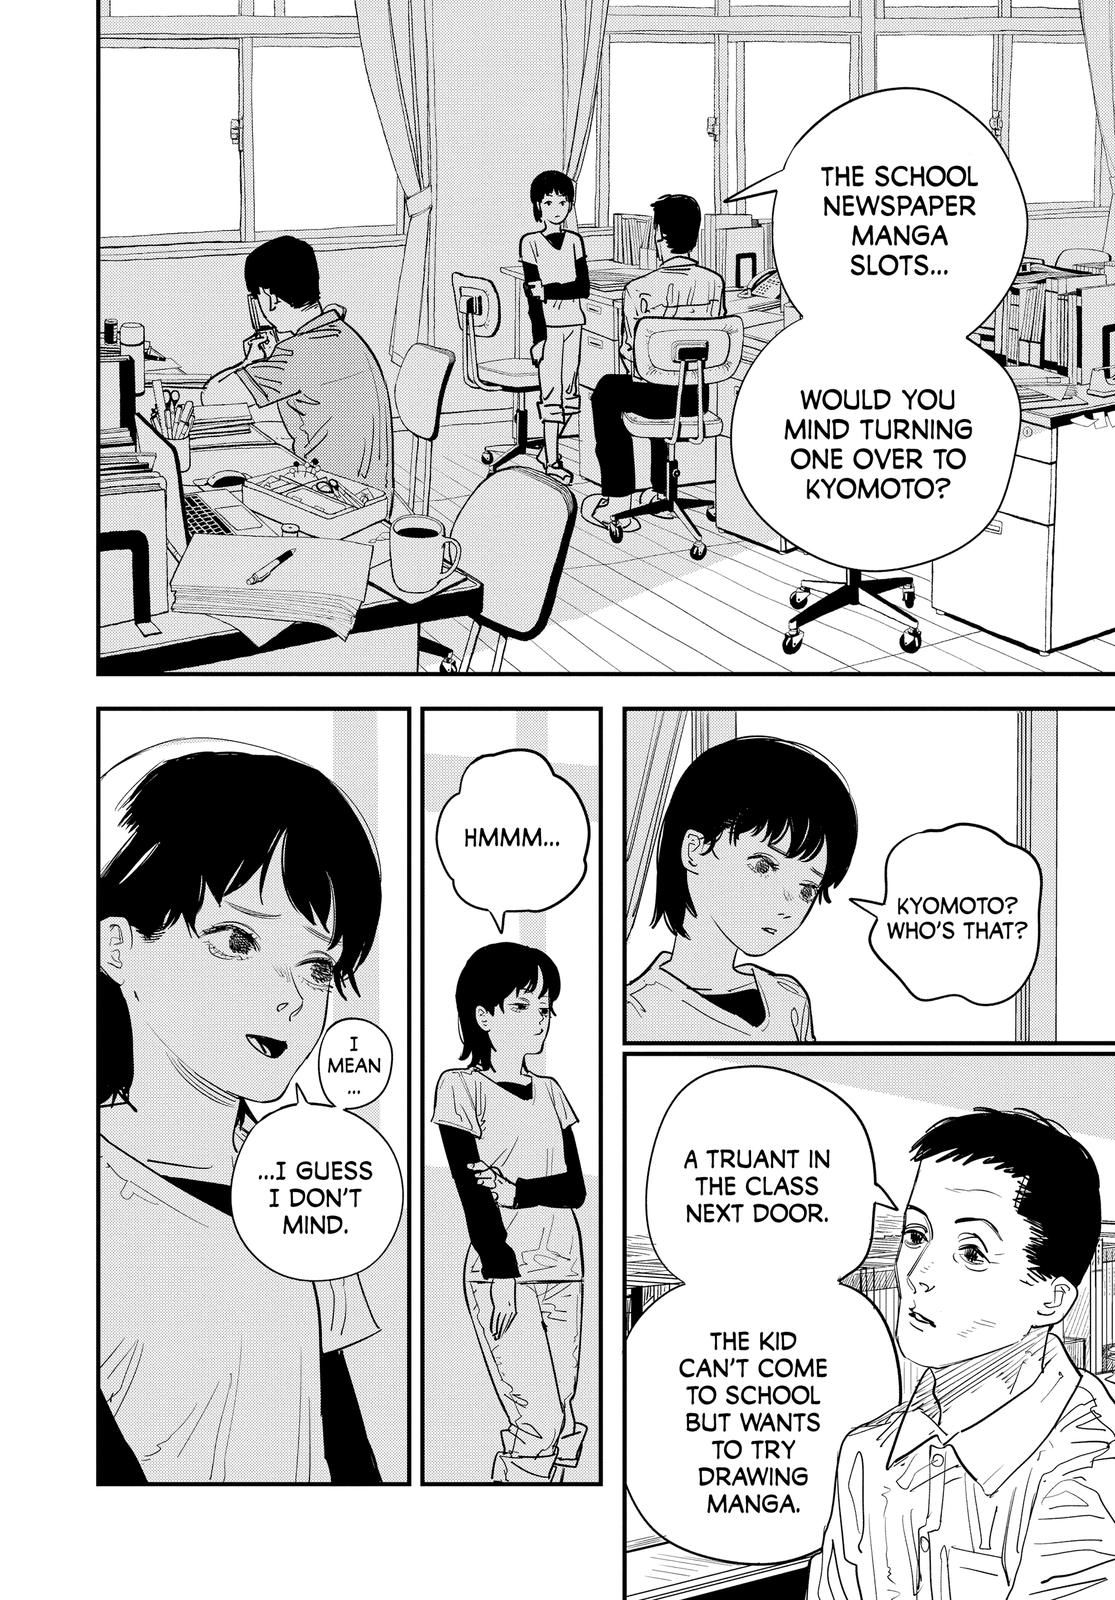 THE SCHOOL
NEWSPAPER
MANGA
SLOTS...
WOULD YOU
MIND TURNING
ONE OVER TO
KYOMOTO?
KYOMOTO?
WHO'S THAT?
A TRUANT IN
THE CLASS
NEXT DOOR.
THE KID
CAN'T COME
TO SCHOOL
BUT WANTS
TO TRY
DRAWING
MANGA.
HMMM...
I
MEAN
...
...I GUESS
I DON'T
MIND.